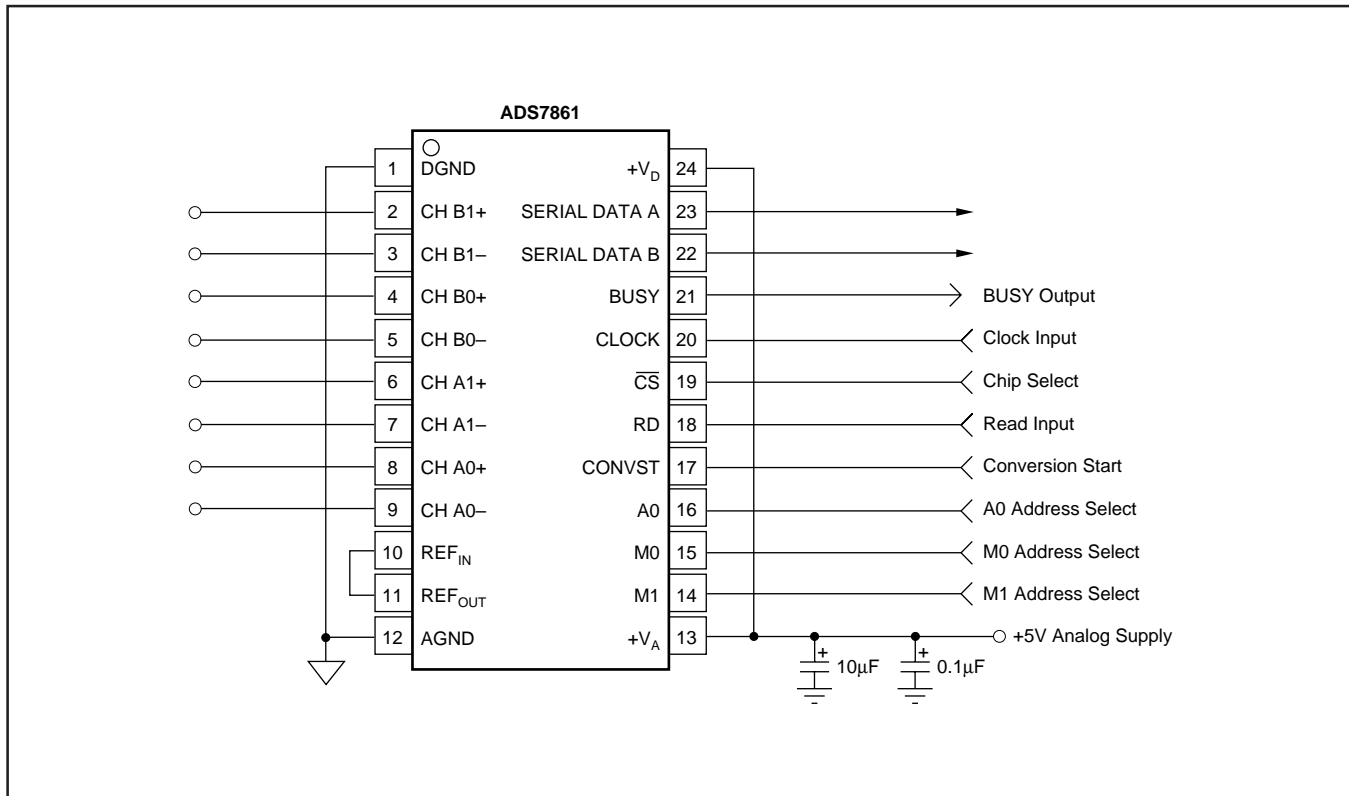 ADS7861
1 DGND +V_D 24
2 CH B1+ SERIAL DATA A 23
3 CH B1– SERIAL DATA B 22
4 CH B0+ BUSY 21 BUSY Output
5 CH B0– CLOCK 20 Clock Input
6 CH A1+ C̅S̅ 19 Chip Select
7 CH A1– RD 18 Read Input
8 CH A0+ CONVST 17 Conversion Start
9 CH A0– A0 16 A0 Address Select
10 REF_IN M0 15 M0 Address Select
11 REF_OUT M1 14 M1 Address Select
12 AGND +V_A 13 +5V Analog Supply
+ 10μF + 0.1μF